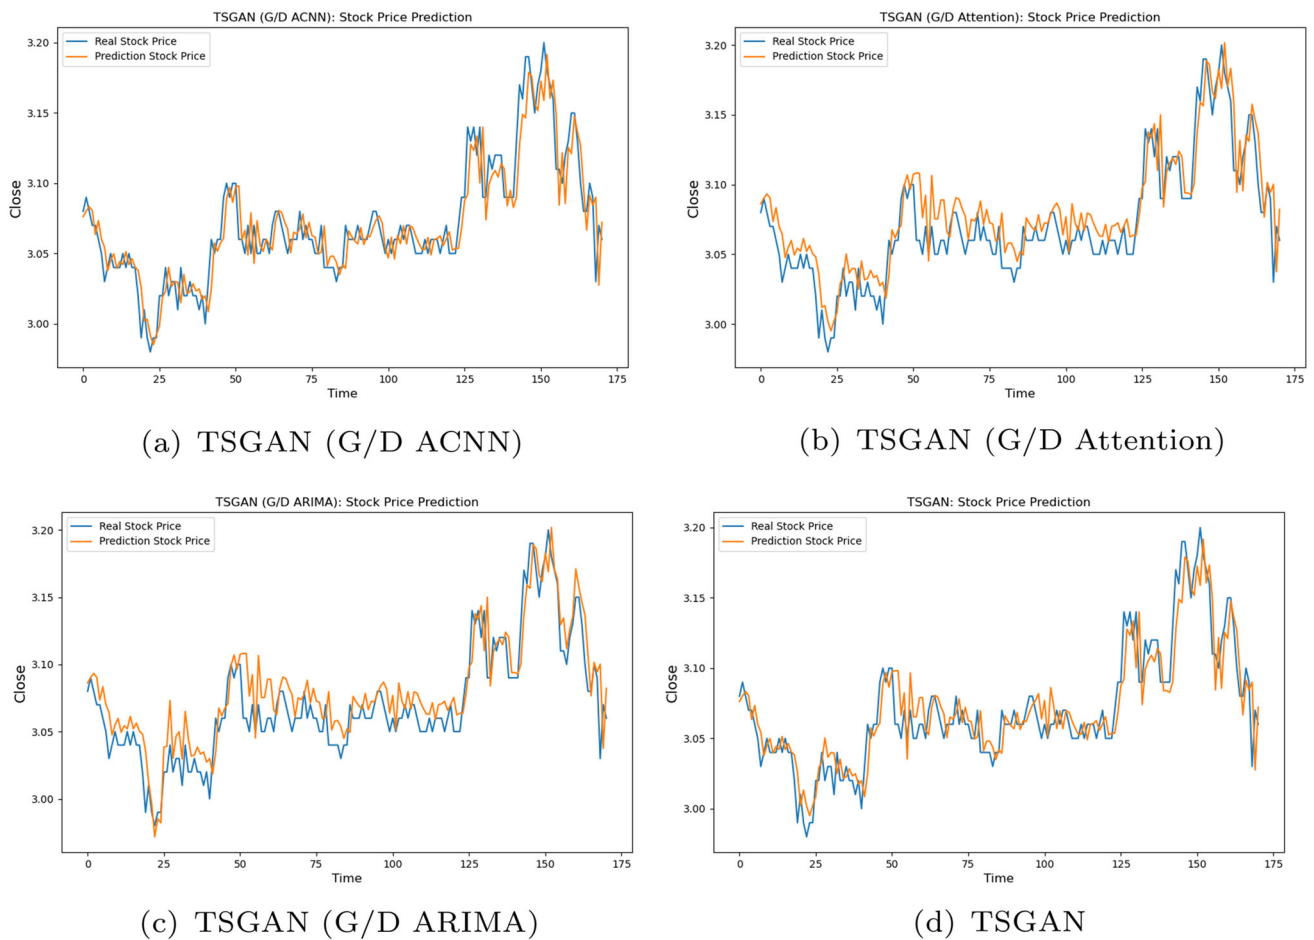 TSGAN (G/D ACNN): Stock Price Prediction
Real Stock Price
Prediction Stock Price
3.20
3.15
3.10
3.05
3.00
Close
0 25 50 75 100 125 150 175
Time
(a) TSGAN (G/D ACNN)
TSGAN (G/D Attention): Stock Price Prediction
Real Stock Price
Prediction Stock Price
3.20
3.15
3.10
3.05
3.00
Close
0 25 50 75 100 125 150 175
Time
(b) TSGAN (G/D Attention)
TSGAN (G/D ARIMA): Stock Price Prediction
Real Stock Price
Prediction Stock Price
3.20
3.15
3.10
3.05
3.00
Close
0 25 50 75 100 125 150 175
Time
(c) TSGAN (G/D ARIMA)
TSGAN: Stock Price Prediction
Real Stock Price
Prediction Stock Price
3.20
3.15
3.10
3.05
3.00
Close
0 25 50 75 100 125 150 175
Time
(d) TSGAN